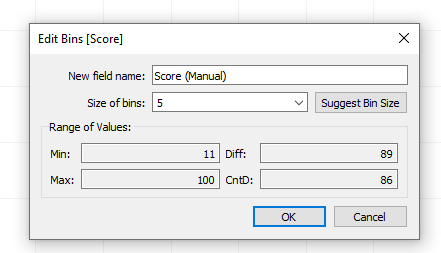 Edit Bins [Score]
New field name: Score (Manual)
Size of bins: 5 Suggest Bin Size
Range of Values:
Min: 11 Diff: 89
Max: 100 CntD: 86
OK Cancel